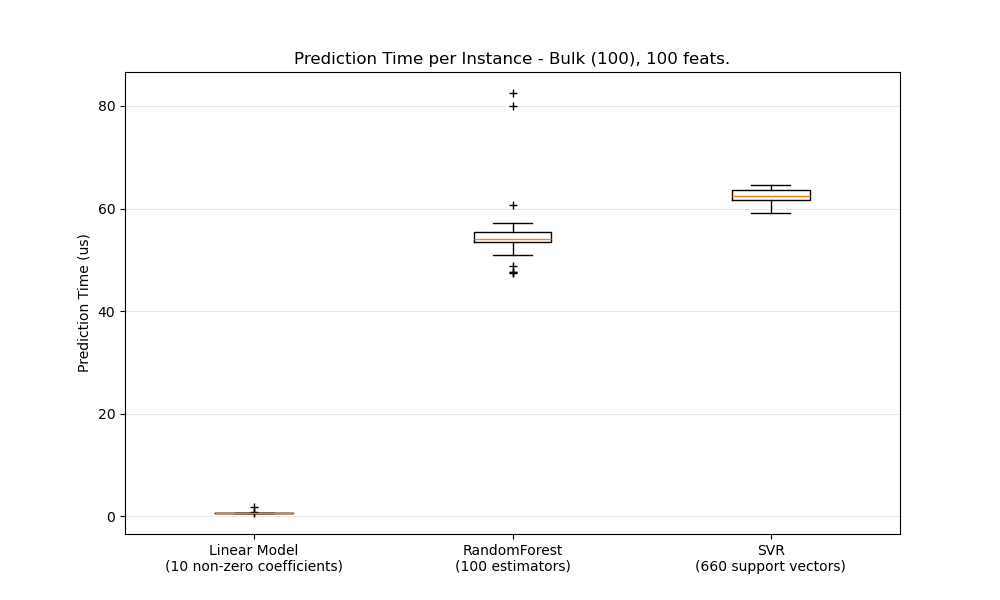 Prediction Time per Instance - Bulk (100), 100 feats.
Prediction Time (us)
80
60
40
20
0
Linear Model
(10 non-zero coefficients)
RandomForest
(100 estimators)
SVR
(660 support vectors)